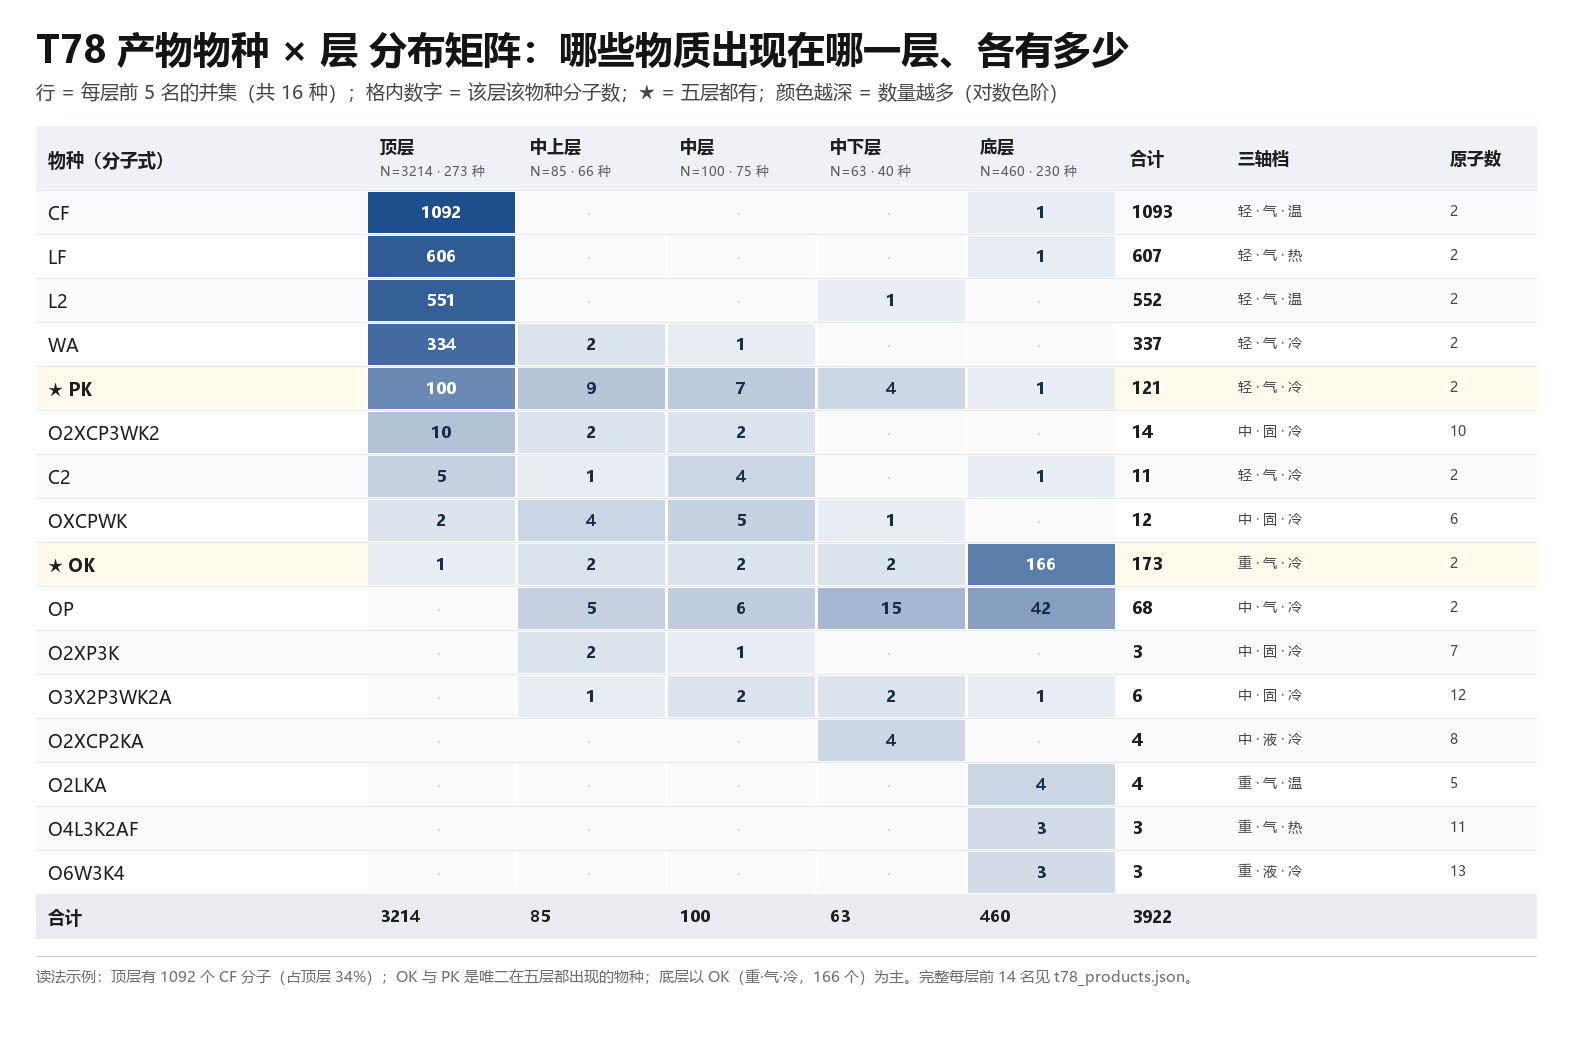 T78 产物物种 × 层 分布矩阵：哪些物质出现在哪一层、各有多少
行 = 每层前 5 名的并集（共 16 种）；格内数字 = 该层该物种分子数；★ = 五层都有；颜色越深 = 数量越多（对数色阶）
物种（分子式） 顶层 中上层 中层 中下层 底层 合计 三轴档 原子数
N=3214 · 273 种 N=85 · 66 种 N=100 · 75 种 N=63 · 40 种 N=460 · 230 种
CF 1092 · · · 1 1093 轻 · 气 · 温 2
LF 606 · · · 1 607 轻 · 气 · 热 2
L2 551 · · 1 · 552 轻 · 气 · 温 2
WA 334 2 1 · · 337 轻 · 气 · 冷 2
★ PK 100 9 7 4 1 121 轻 · 气 · 冷 2
O2XCP3WK2 10 2 2 · · 14 中 · 固 · 冷 10
C2 5 1 4 · 1 11 轻 · 气 · 冷 2
OXCPWK 2 4 5 1 · 12 中 · 固 · 冷 6
★ OK 1 2 2 2 166 173 重 · 气 · 冷 2
OP · 5 6 15 42 68 中 · 气 · 冷 2
O2XP3K · 2 1 · · 3 中 · 固 · 冷 7
O3X2P3WK2A · 1 2 2 1 6 中 · 固 · 冷 12
O2XCP2KA · · · 4 · 4 中 · 液 · 冷 8
O2LKA · · · · 4 4 重 · 气 · 温 5
O4L3K2AF · · · · 3 3 重 · 气 · 热 11
O6W3K4 · · · · 3 3 重 · 液 · 冷 13
合计 3214 85 100 63 460 3922
读法示例：顶层有 1092 个 CF 分子（占顶层 34%）；OK 与 PK 是唯二在五层都出现的物种；底层以 OK（重·气·冷，166 个）为主。完整每层前 14 名见 t78_products.json。